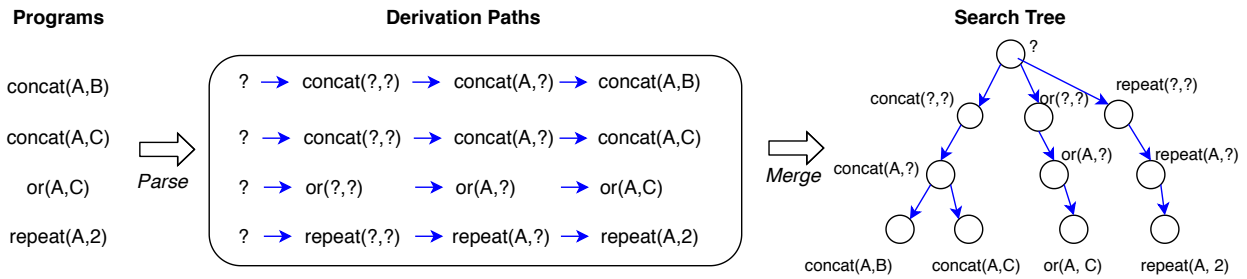 Programs
Derivation Paths
Search Tree
concat(A,B)
concat(A,C)
or(A,C)
repeat(A,2)
Parse
? concat(?,?) concat(A,?) concat(A,B)
? concat(?,?) concat(A,?) concat(A,C)
? or(?,?) or(A,?) or(A,C)
? repeat(?,?) repeat(A,?) repeat(A,2)
Merge
?
concat(?,?) or(?,?) repeat(?,?)
concat(A,?) or(A,?) repeat(A,?)
concat(A,B) concat(A,C) or(A, C) repeat(A, 2)